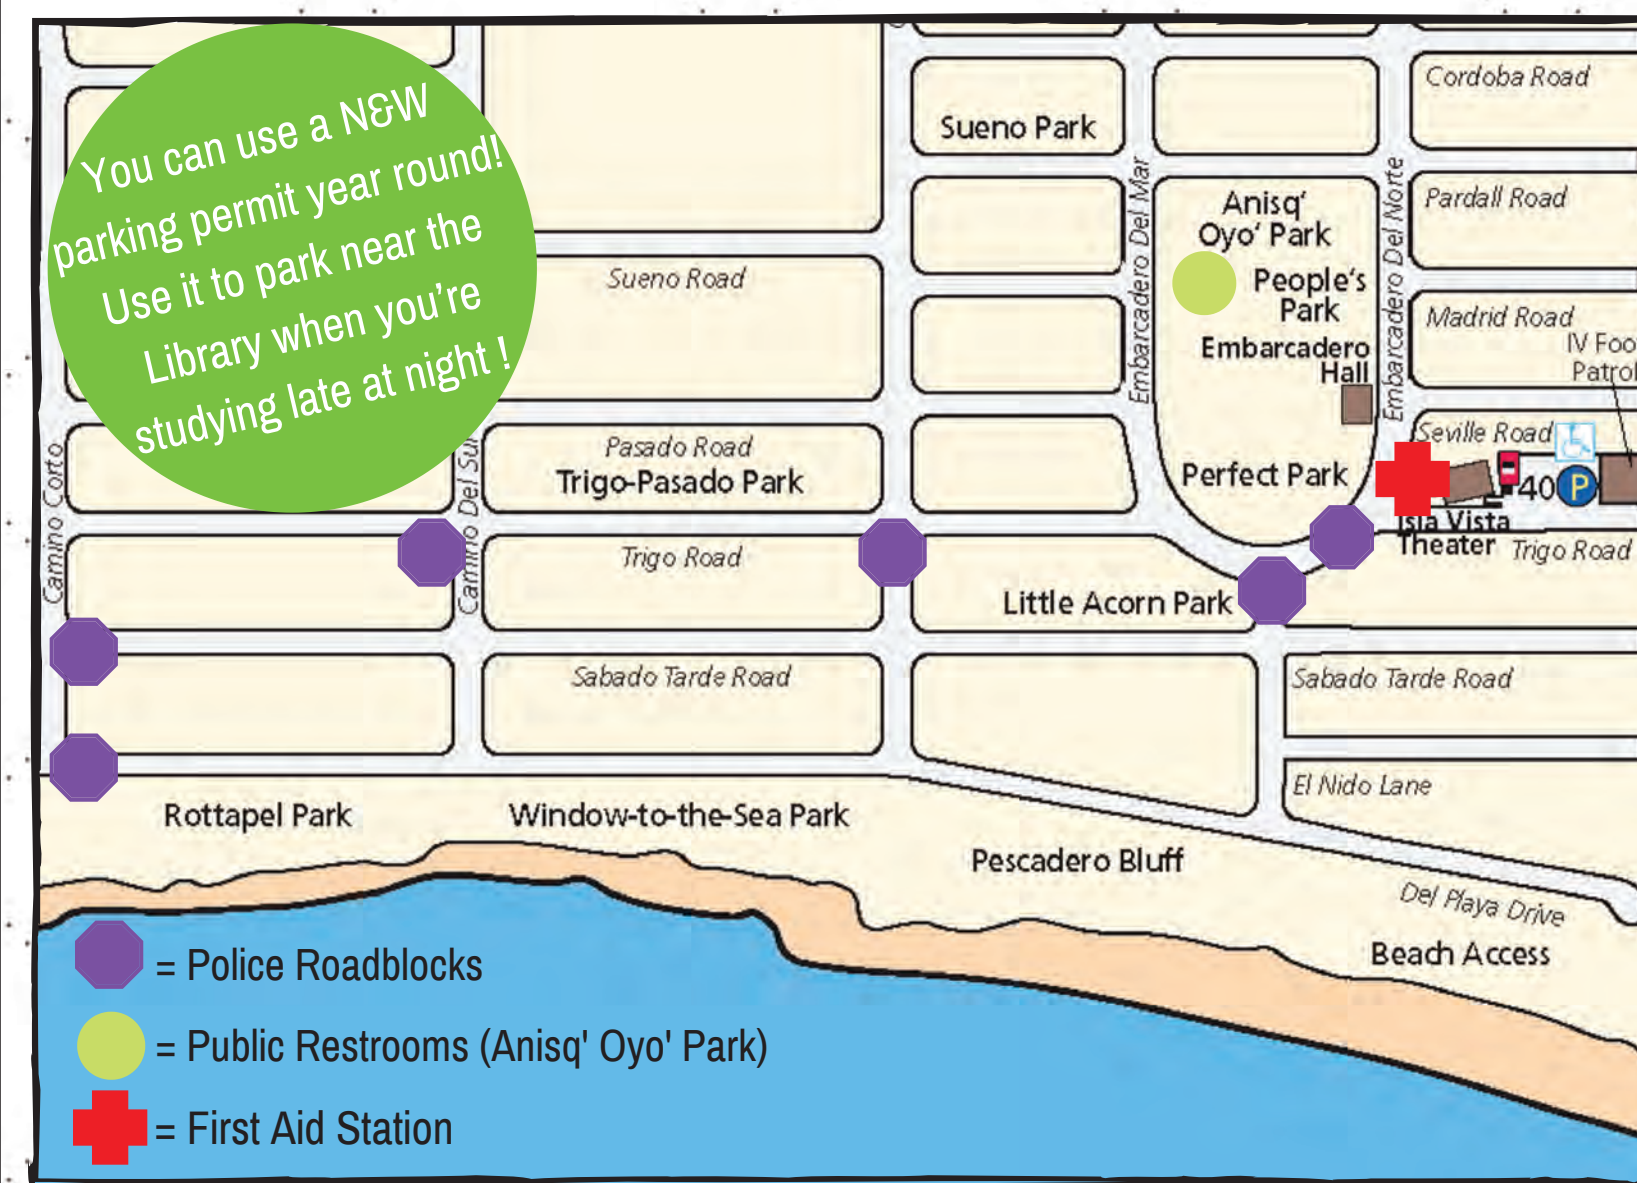 You can use a N&W
parking permit year round!
Use it to park near the
Library when you're
studying late at night !
Cordoba Road
Sueno Park
Embarcadero Del Mar
Embarcadero Del Norte
Anisq'
Oyo' Park
Pardall Road
People's
Park
Sueno Road
Madrid Road
IV Foo
Patrol
Embarcadero
Hall
Seville Road
Pasado Road
Trigo-Pasado Park
Perfect Park
40
P
Camino Corto
Camino Del Sur
Isla Vista
Theater
Trigo Road
Trigo Road
Little Acorn Park
Sabado Tarde Road
Sabado Tarde Road
El Nido Lane
Rottapel Park
Window-to-the-Sea Park
Pescadero Bluff
Del Playa Drive
Beach Access
= Police Roadblocks
= Public Restrooms (Anisq' Oyo' Park)
= First Aid Station